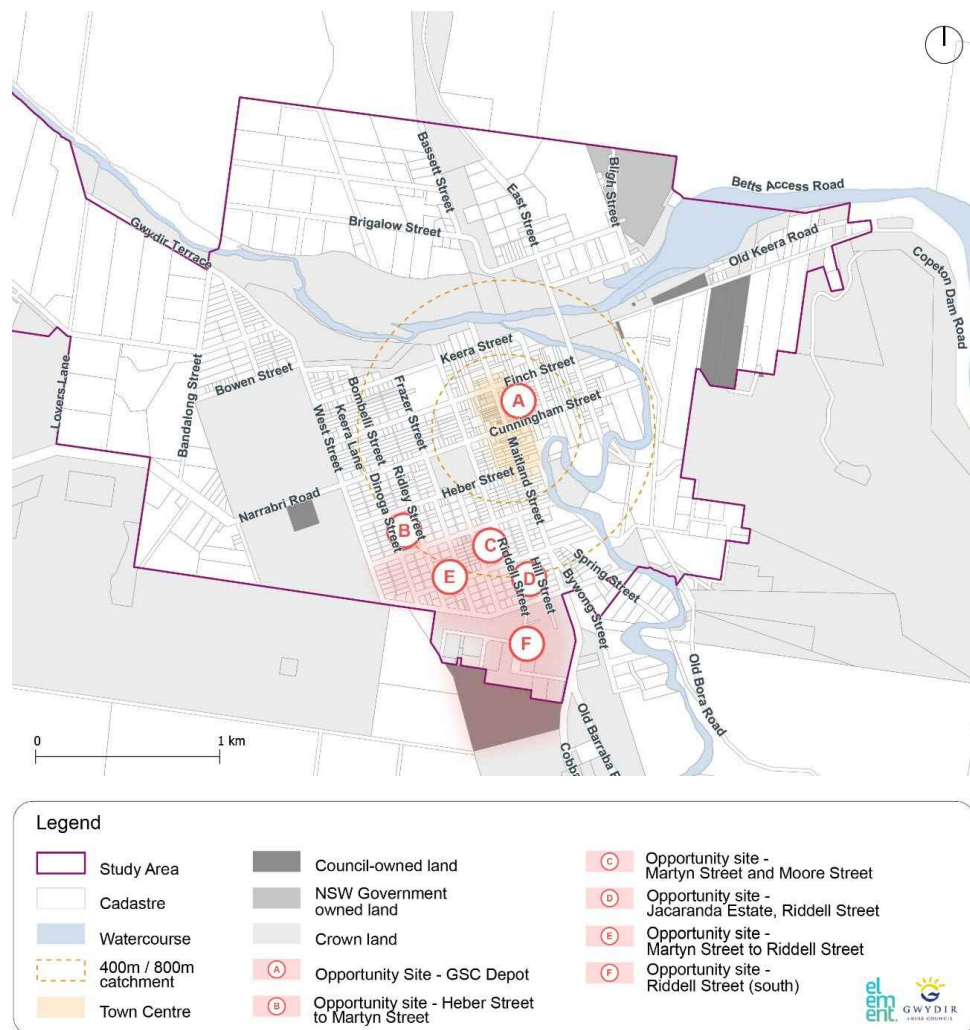 Bassett Street
Bligh Street
East Street
Betts Access Road
Brigalow Street
Old Keera Road
Gwydir Terrace
Copeton Dam Road
Keera Street
Finch Street
A
Lovers Lane
Bandalong Street
Bowen Street
Bombelli Street
Frazer Street
Cunningham Street
West Street
Keera Lane
Maitland Street
Heber Street
Ridley Street
Dinoga Street
Narrabri Road
B
C
Riddell Street
Hill Street
D
E
Spring Street
Bywong Street
F
Old Bora Road
Old Barraba
Cobba
0 1 km
Legend
Study Area
Cadastre
Watercourse
400m / 800m
catchment
Town Centre
Council-owned land
NSW Government
owned land
Crown land
A Opportunity Site - GSC Depot
B Opportunity site - Heber Street
to Martyn Street
C Opportunity site -
Martyn Street and Moore Street
D Opportunity site -
Jacaranda Estate, Riddell Street
E Opportunity site -
Martyn Street to Riddell Street
F Opportunity site -
Riddell Street (south)
el
em
ent.
GWYDIR
SHIRE COUNCIL